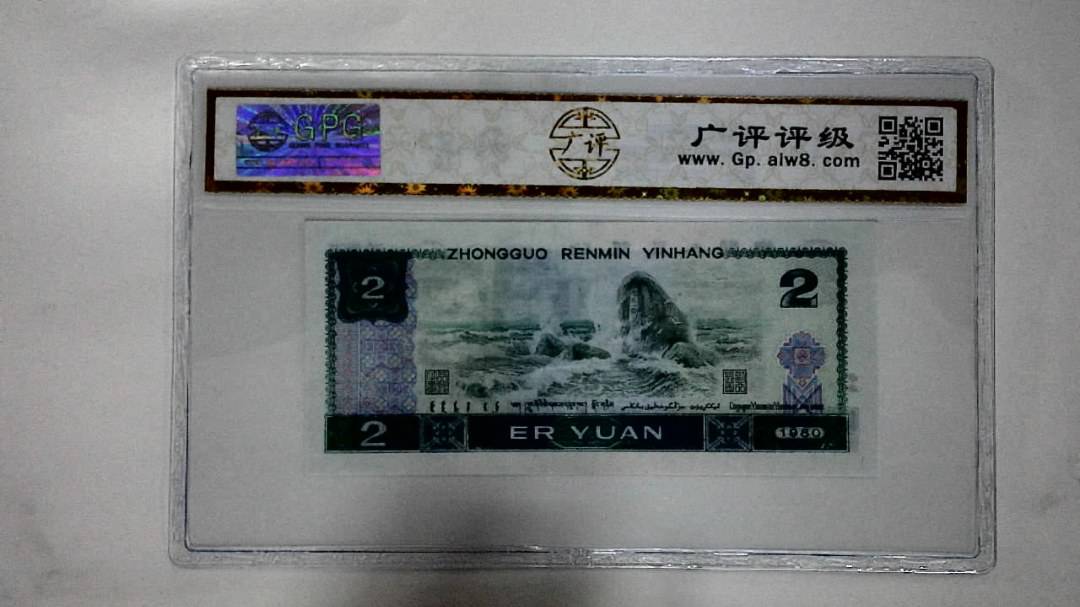 GPG
广评
广评评级
www. Gp. alw8. com
ZHONGGUO RENMIN YINHANG
2
2
2
ER YUAN
1980